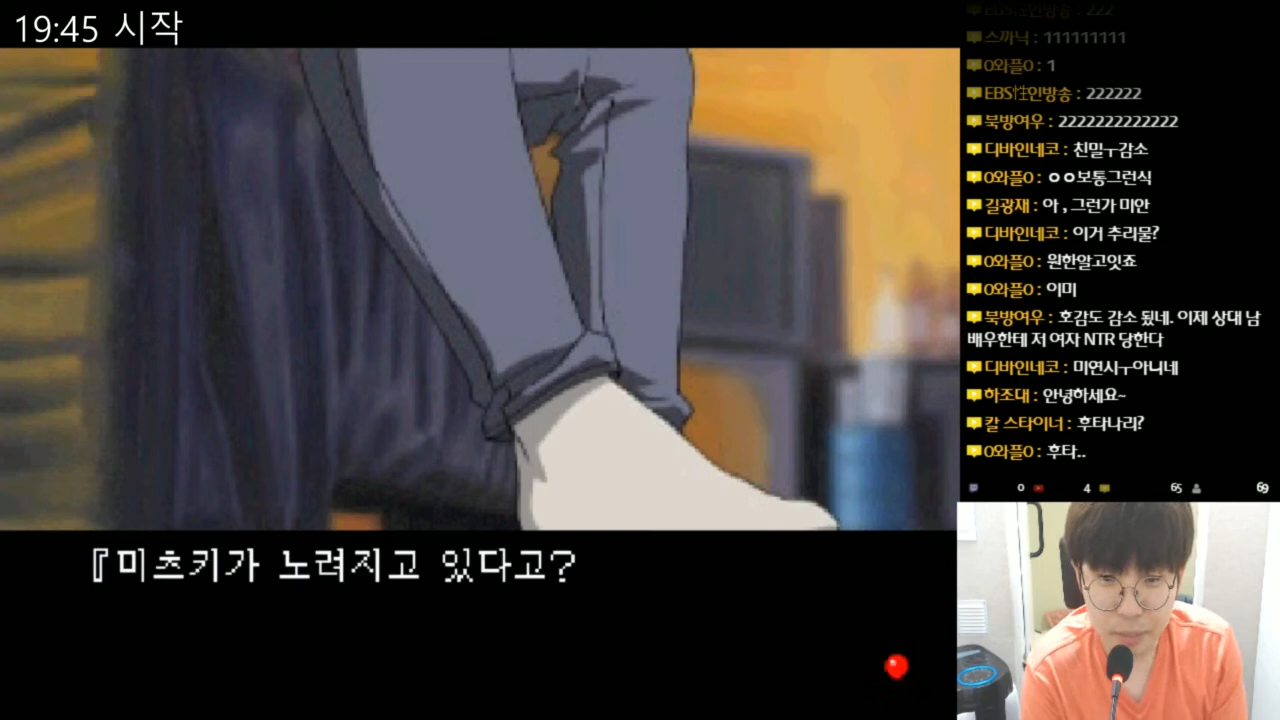 19:45 시작
EBS性인방송 : 222
스까닉 : 111111111
0와플0 : 1
EBS性인방송 : 222222
북방여우 : 2222222222222
디바인네코 : 친밀ㅜ감소
0와플0 : ㅇㅇ보통그런식
길광재 : 아 , 그런가 미안
디바인네코 : 이거 추리물?
0와플0 : 원한알고잇죠
0와플0 : 이미
북방여우 : 호감도 감소 됬네. 이제 상대 남
배우한테 저 여자 NTR 당한다
디바인네코 : 미연시ㅜ아니네
하조대 : 안녕하세요~
칼 스타이너 : 후타나리?
0와플0 : 후타..
0 4 65 69
『미츠키가 노려지고 있다고?